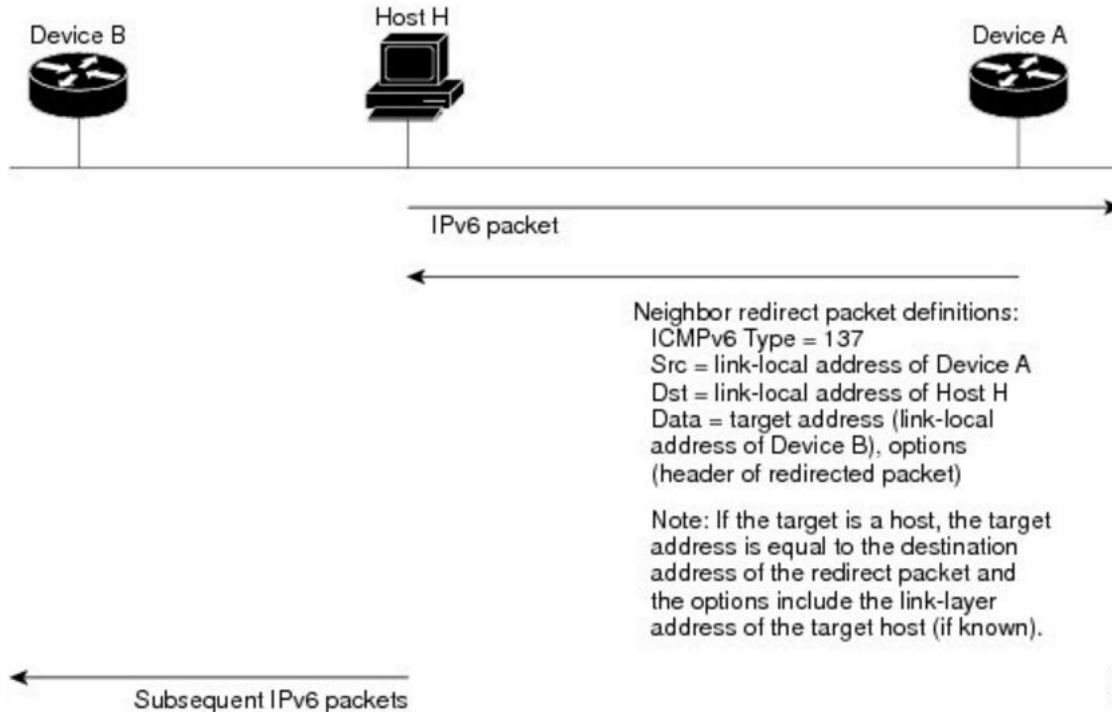 Device B
Host H
Device A
IPv6 packet
Neighbor redirect packet definitions:
ICMPv6 Type = 137
Src = link-local address of Device A
Dst = link-local address of Host H
Data = target address (link-local
address of Device B), options
(header of redirected packet)
Note: If the target is a host, the target
address is equal to the destination
address of the redirect packet and
the options include the link-layer
address of the target host (if known).
Subsequent IPv6 packets